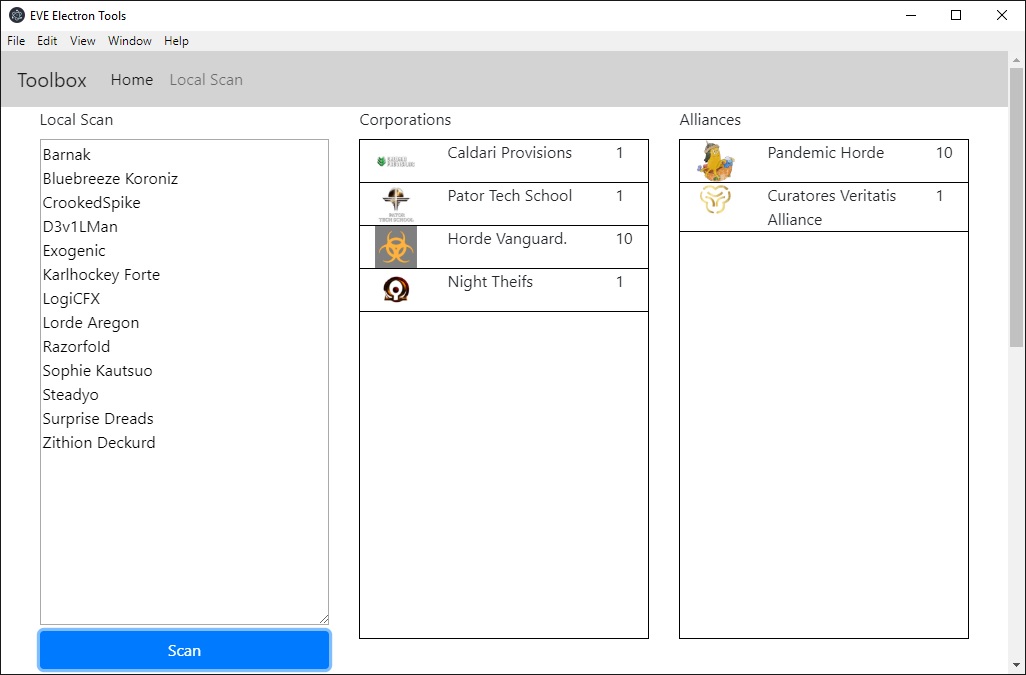 EVE Electron Tools
File Edit View Window Help
Toolbox Home Local Scan
Local Scan
Barnak
Bluebreeze Koroniz
CrookedSpike
D3v1LMan
Exogenic
Karlhockey Forte
LogiCFX
Lorde Aregon
Razorfold
Sophie Kautsuo
Steadyo
Surprise Dreads
Zithion Deckurd
Scan
Corporations
Caldari Provisions 1
PATOR
TECH SCHOOL
Pator Tech School 1
Horde Vanguard. 10
Night Theifs 1
Alliances
Pandemic Horde 10
Curatores Veritatis 1
Alliance